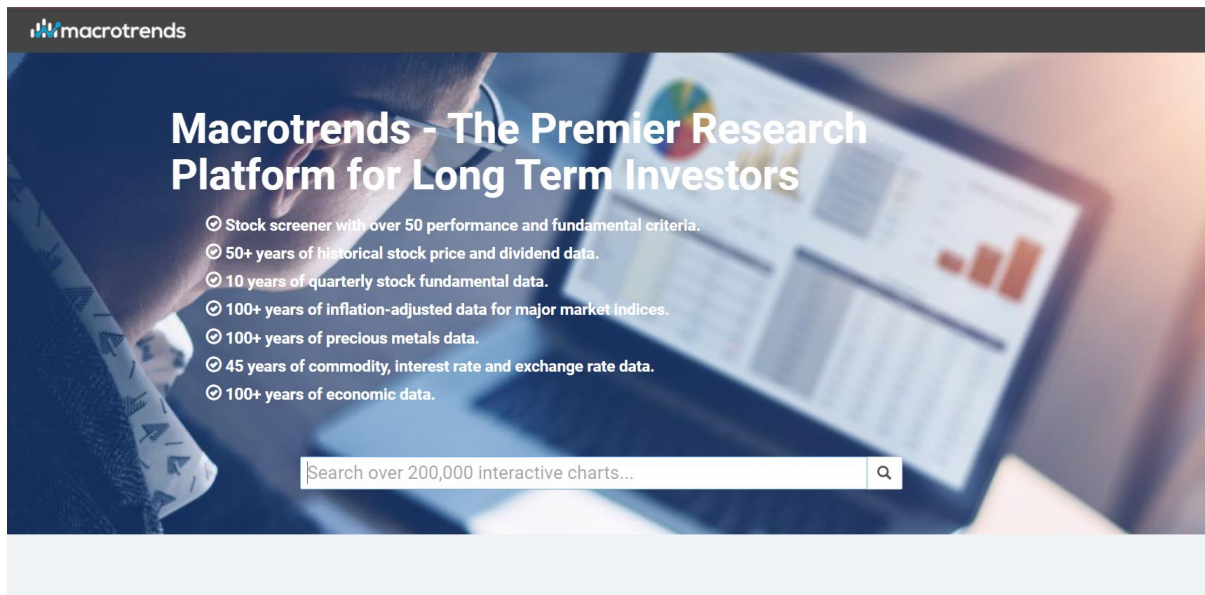 macrotrends
Macrotrends - The Premier Research
Platform for Long Term Investors
Stock screener with over 50 performance and fundamental criteria.
50+ years of historical stock price and dividend data.
10 years of quarterly stock fundamental data.
100+ years of inflation-adjusted data for major market indices.
100+ years of precious metals data.
45 years of commodity, interest rate and exchange rate data.
100+ years of economic data.
Search over 200,000 interactive charts...